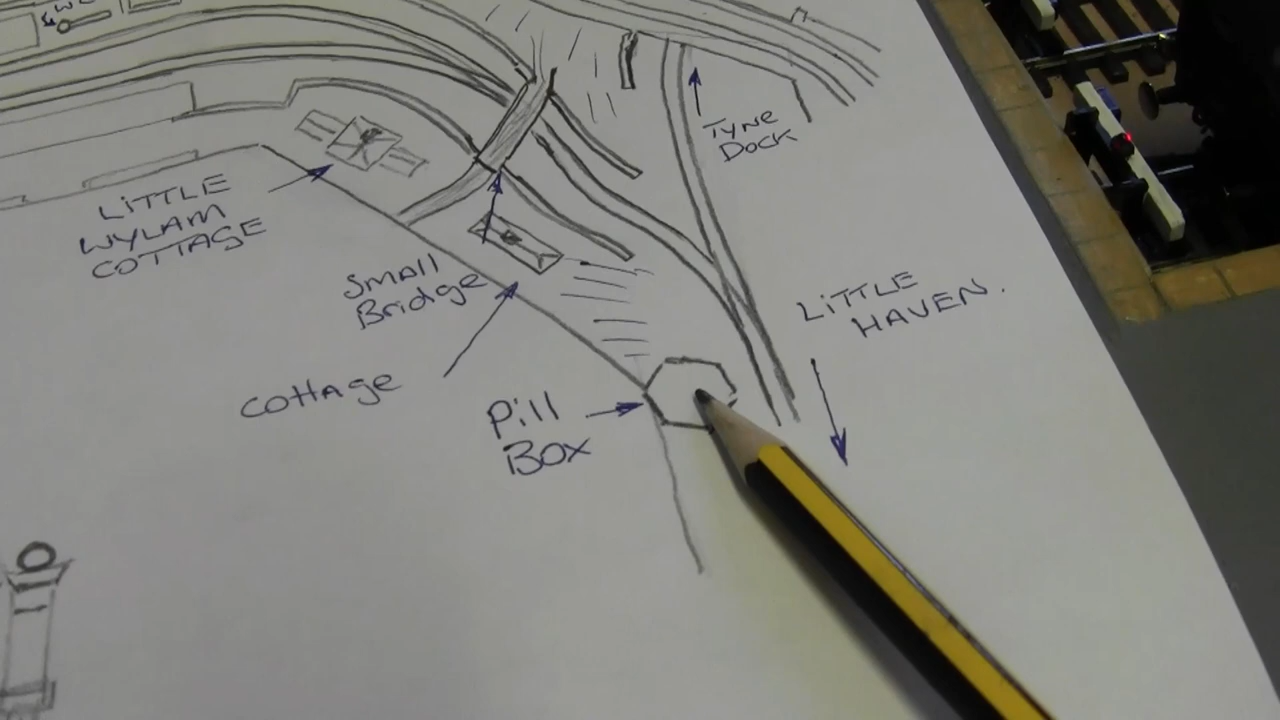 TYNE
DOCK
LiTTLE
WYLAM
COTTAGE
SMALL
BRidge
LiTTLE
HAVEN.
COTTAge
Pill
BOX